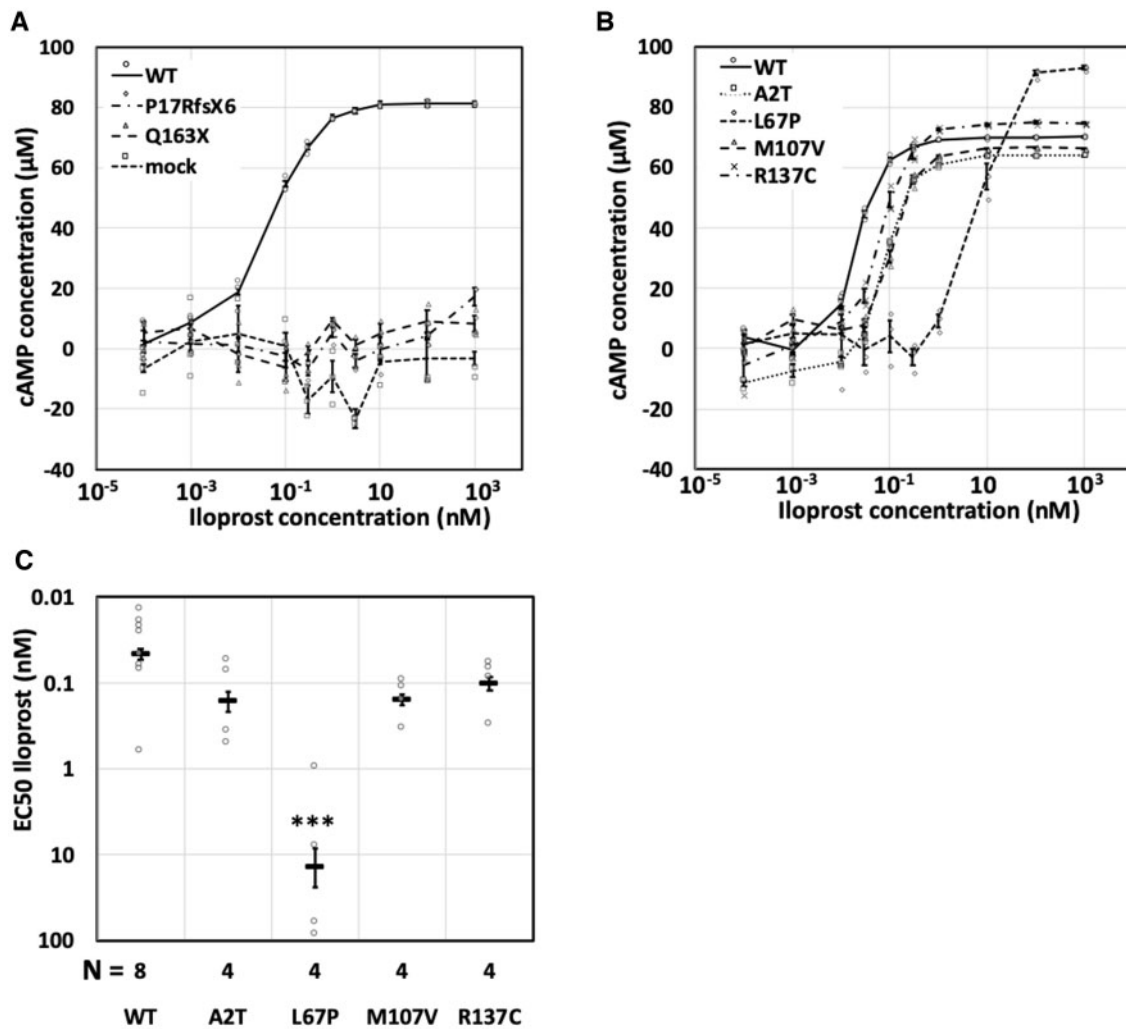 A
100
80
60
40
20
0
-20
-40
cAMP concentration (µM)
WT
P17RfsX6
Q163X
mock
10⁻⁵ 10⁻³ 10⁻¹ 10 10³
Iloprost concentration (nM)
B
100
80
60
40
20
0
-20
-40
cAMP concentration (µM)
WT
A2T
L67P
M107V
R137C
10⁻⁵ 10⁻³ 10⁻¹ 10 10³
Iloprost concentration (nM)
C
0.01
0.1
1
10
100
EC50 Iloprost (nM)
***
N = 8 4 4 4 4
WT A2T L67P M107V R137C